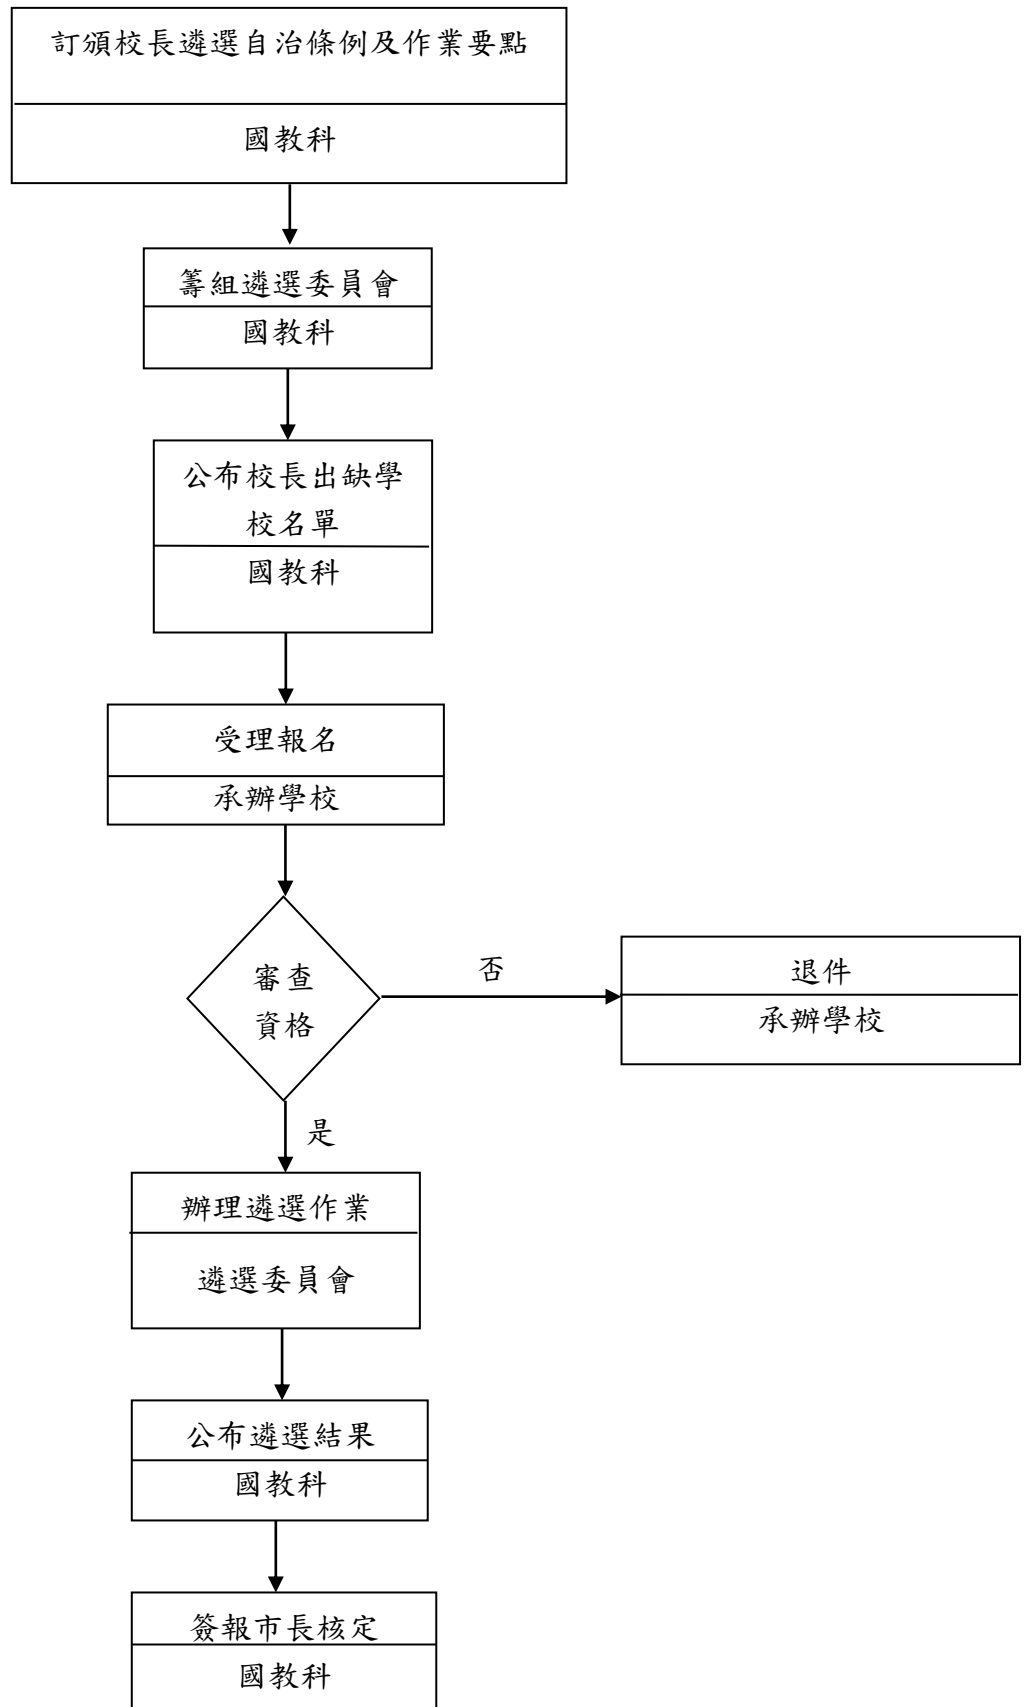 訂頒校長遴選自治條例及作業要點
國教科
籌組遴選委員會
國教科
公布校長出缺學
校名單
國教科
受理報名
承辦學校
審查
資格
否
退件
承辦學校
是
辦理遴選作業
遴選委員會
公布遴選結果
國教科
簽報市長核定
國教科